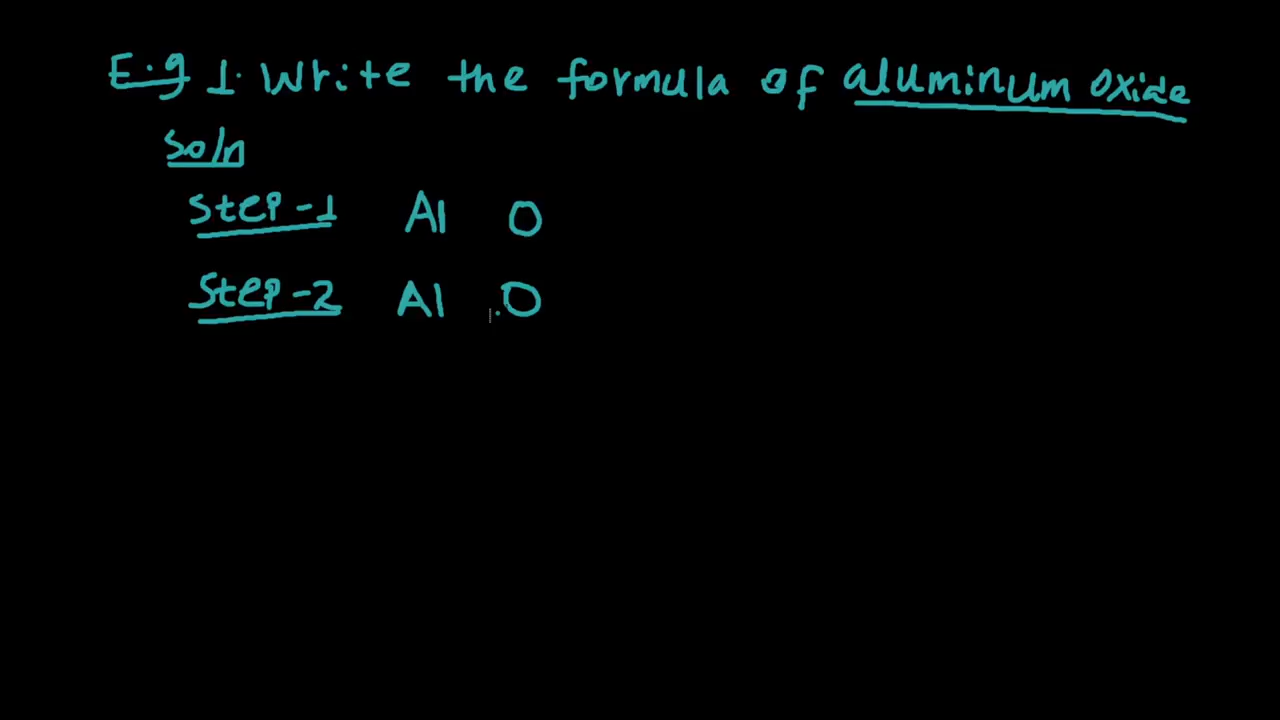 E.g 1. Write the formula of aluminum oxide
Soln
Step-1 Al O
Step-2 Al O